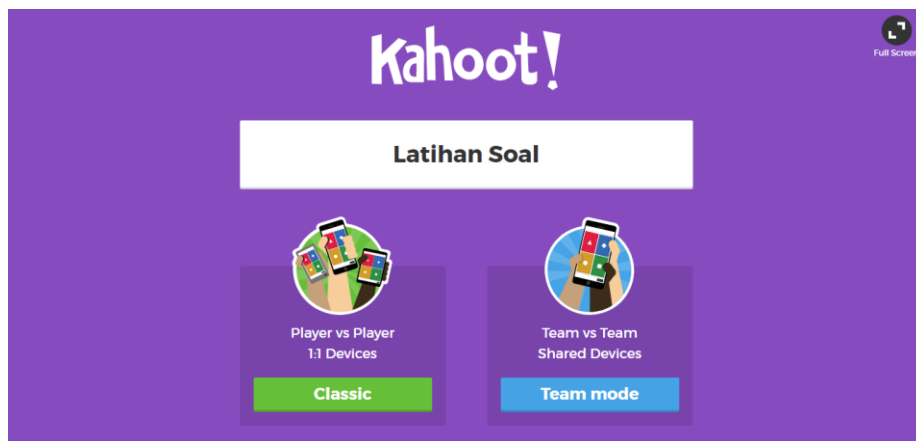 Kahoot!
Full Screen
Latihan Soal
Player vs Player
1:1 Devices
Classic
Team vs Team
Shared Devices
Team mode